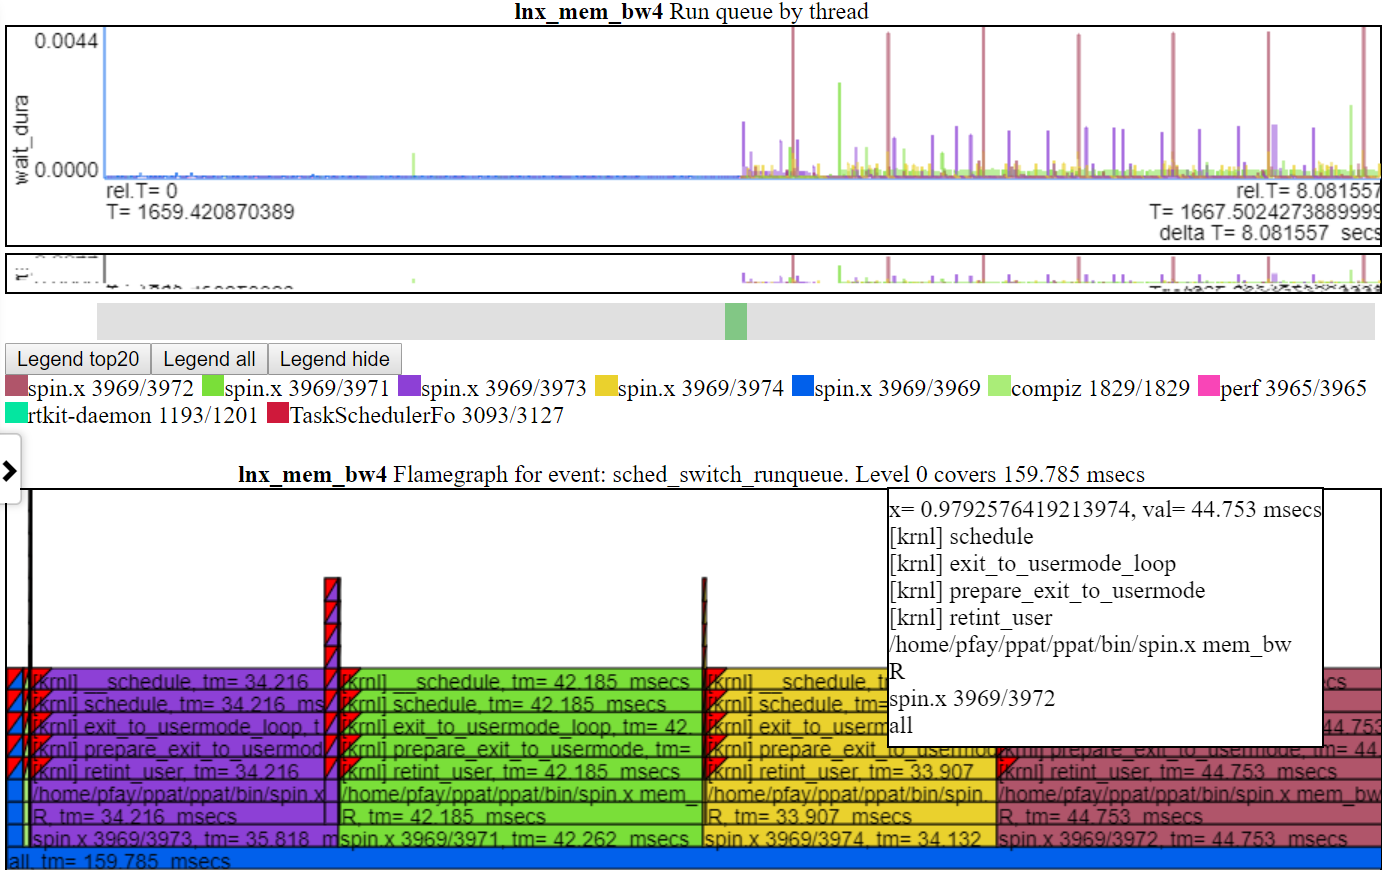 lnx_mem_bw4 Run queue by thread
0.0044
wait_dura
0.0000
rel.T= 0
rel.T= 8.081557
T= 1659.420870389
T= 1667.5024273889999
delta T= 8.081557 secs
Legend top20 Legend all Legend hide
spin.x 3969/3972 spin.x 3969/3971 spin.x 3969/3973 spin.x 3969/3974 spin.x 3969/3969 compiz 1829/1829 perf 3965/3965
rtkit-daemon 1193/1201 TaskSchedulerFo 3093/3127
lnx_mem_bw4 Flamegraph for event: sched_switch_runqueue. Level 0 covers 159.785 msecs
x= 0.9792576419213974, val= 44.753 msecs
[krnl] schedule
[krnl] exit_to_usermode_loop
[krnl] prepare_exit_to_usermode
[krnl] retint_user
/home/pfay/ppat/ppat/bin/spin.x mem_bw
R
spin.x 3969/3972
all
[krnl] __schedule, tm= 34.216 [krnl] __schedule, tm= 42.185 msecs [krnl] __schedule, cs
[krnl] schedule, tm= 34.216 ms [krnl] schedule, tm= 42.185 msecs [krnl] schedule, tm=
[krnl] exit_to_usermode_loop, t [krnl] exit_to_usermode_loop, tm= 42. [krnl] exit_to_userm 44.753
[krnl] prepare_exit_to_usermod [krnl] prepare_exit_to_usermode, tm= [krnl] prepare_exit_to_usermod [krnl] prepare_exit_to_usermode, tm= 44.
[krnl] retint_user, tm= 34.216 [krnl] retint_user, tm= 42.185 msecs [krnl] retint_user, tm= 33.907 [krnl] retint_user, tm= 44.753 msecs
/home/pfay/ppat/ppat/bin/spin.x /home/pfay/ppat/ppat/bin/spin.x mem_ /home/pfay/ppat/ppat/bin/spin /home/pfay/ppat/ppat/bin/spin.x mem_bw
R, tm= 34.216 msecs R, tm= 42.185 msecs R, tm= 33.907 msecs R, tm= 44.753 msecs
spin.x 3969/3973, tm= 35.818 m spin.x 3969/3971, tm= 42.262 msecs spin.x 3969/3974, tm= 34.132 spin.x 3969/3972, tm= 44.753 msecs
all, tm= 159.785 msecs